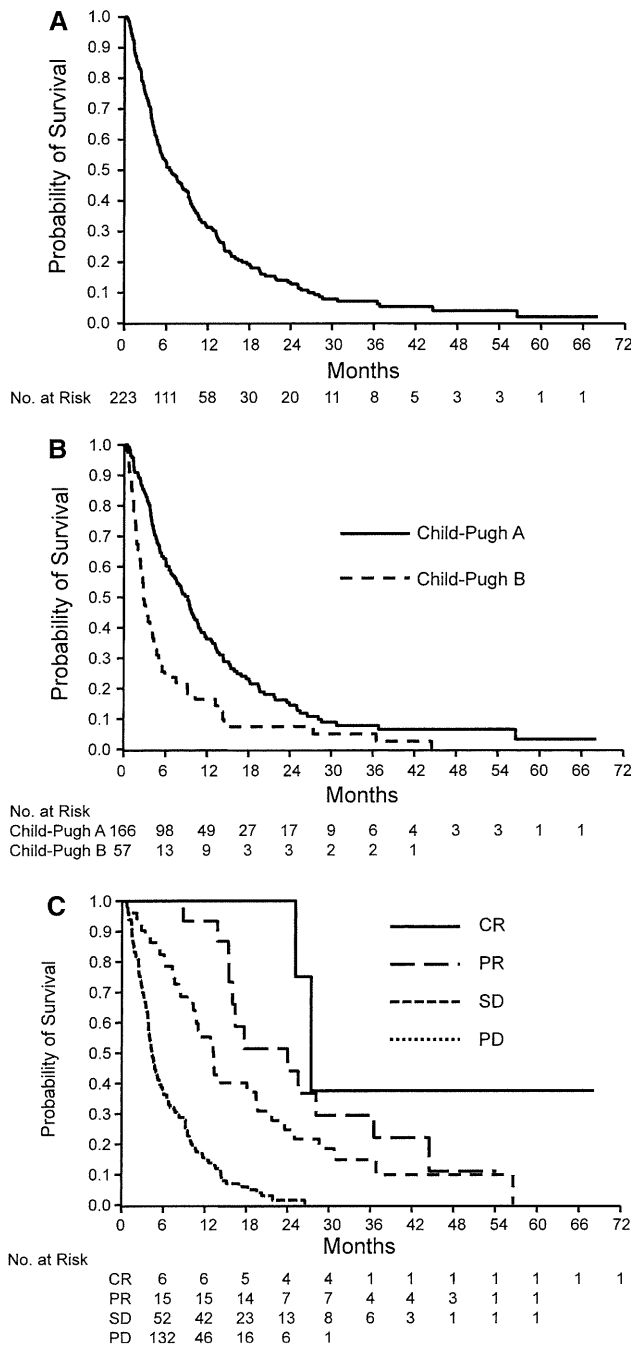 A
Probability of Survival
1.0
0.9
0.8
0.7
0.6
0.5
0.4
0.3
0.2
0.1
0.0
0 6 12 18 24 30 36 42 48 54 60 66 72
Months
No. at Risk 223 111 58 30 20 11 8 5 3 3 1 1
B
Probability of Survival
1.0
0.9
0.8
0.7
0.6
0.5
0.4
0.3
0.2
0.1
0.0
Child-Pugh A
Child-Pugh B
0 6 12 18 24 30 36 42 48 54 60 66 72
Months
No. at Risk
Child-Pugh A 166 98 49 27 17 9 6 4 3 3 1 1
Child-Pugh B 57 13 9 3 3 2 2 1
C
Probability of Survival
1.0
0.9
0.8
0.7
0.6
0.5
0.4
0.3
0.2
0.1
0.0
CR
PR
SD
PD
0 6 12 18 24 30 36 42 48 54 60 66 72
Months
No. at Risk
CR 6 6 5 4 4 1 1 1 1 1 1 1
PR 15 15 14 7 7 4 4 3 1 1
SD 52 42 23 13 8 6 3 1 1 1
PD 132 46 16 6 1